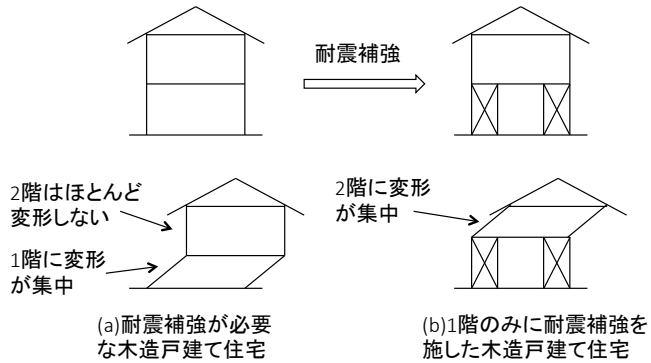 耐震補強
2階はほとんど
変形しない
1階に変形
が集中
2階に変形
が集中
(a)耐震補強が必要
な木造戸建て住宅
(b)1階のみに耐震補強を
施した木造戸建て住宅